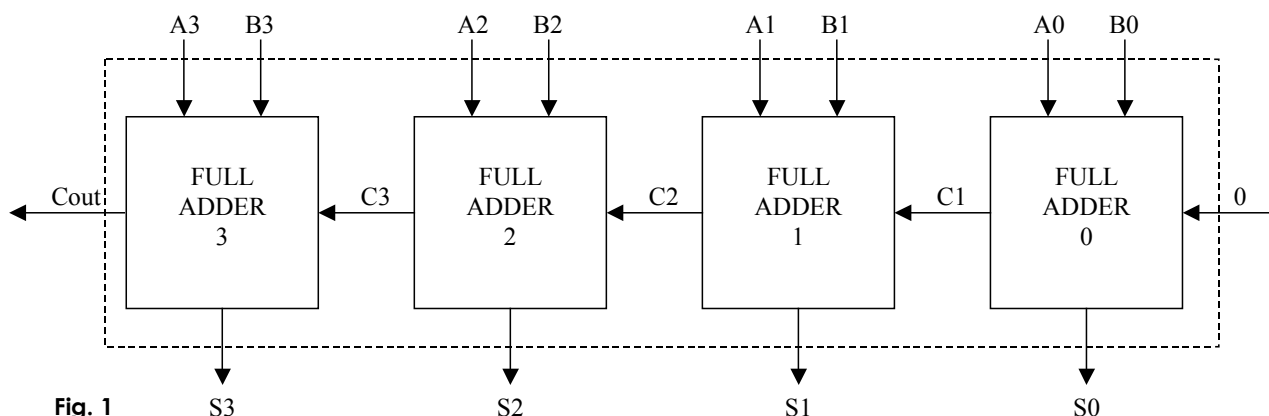 A3 B3 A2 B2 A1 B1 A0 B0
FULL ADDER 3
FULL ADDER 2
FULL ADDER 1
FULL ADDER 0
Cout C3 C2 C1 0
Fig. 1 S3 S2 S1 S0